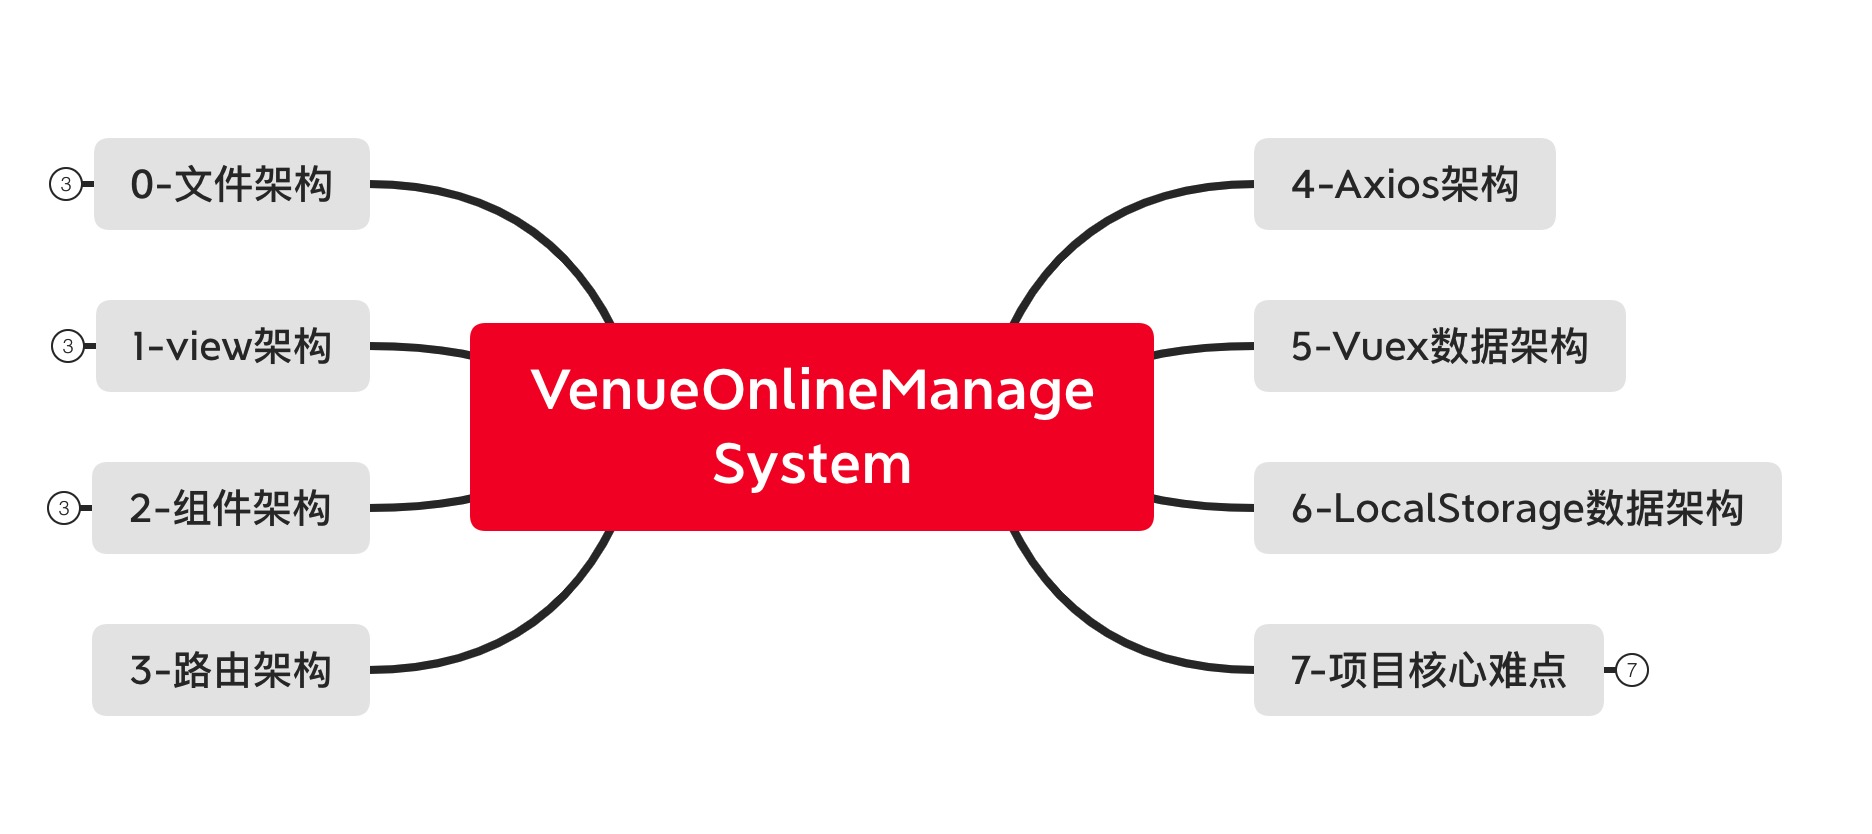 VenueOnlineManage
System
3
0-文件架构
3
1-view架构
3
2-组件架构
3-路由架构
4-Axios架构
5-Vuex数据架构
6-LocalStorage数据架构
7-项目核心难点
7